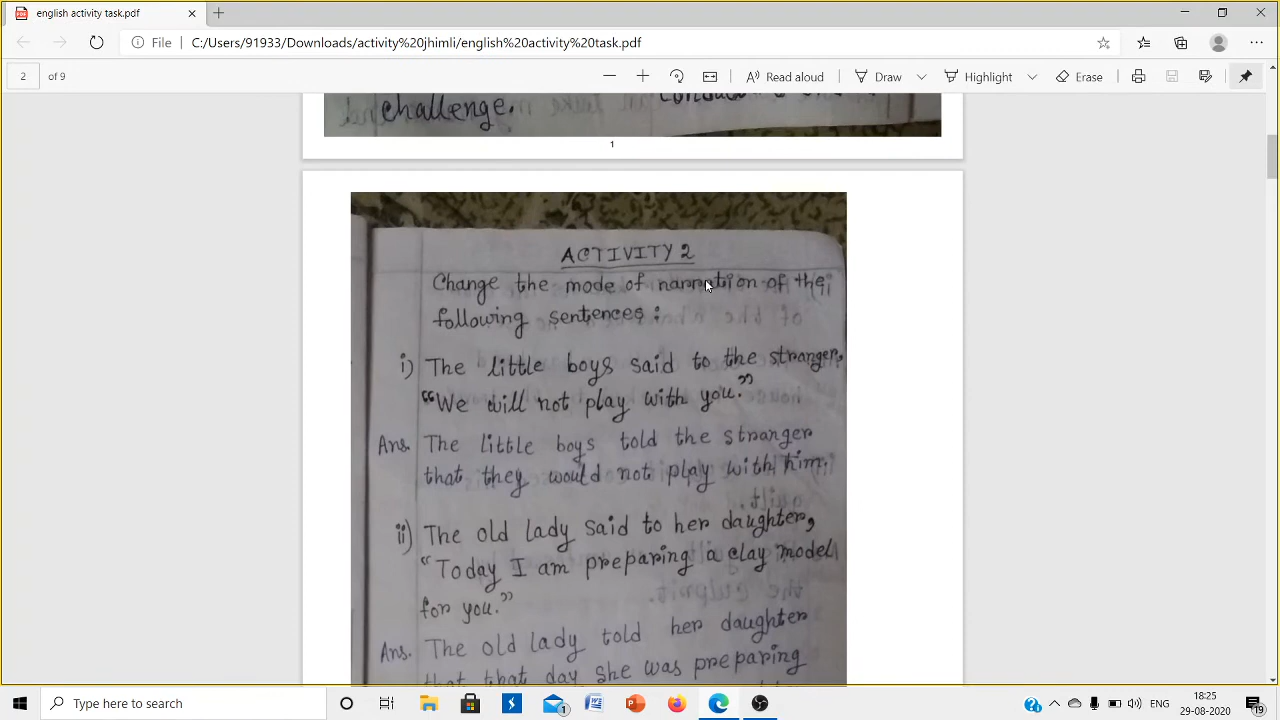 english activity task.pdf
File
C:/Users/91933/Downloads/activity%20jhimli/english%20activity%20task.pdf
2 of 9
Read aloud
Draw
Highlight
Erase
challenge.
1
ACTIVITY 2
Change the mode of narration of the
following sentences :
i) The little boys said to the stranger,
"We will not play with you."
Ans. The little boys told the stranger
that they would not play with him.
ii) The old lady said to her daughter,
"Today I am preparing a clay model
for you."
Ans. The old lady told her daughter
that that day she was preparing
Type here to search
1
ENG
18:25
29-08-2020
19